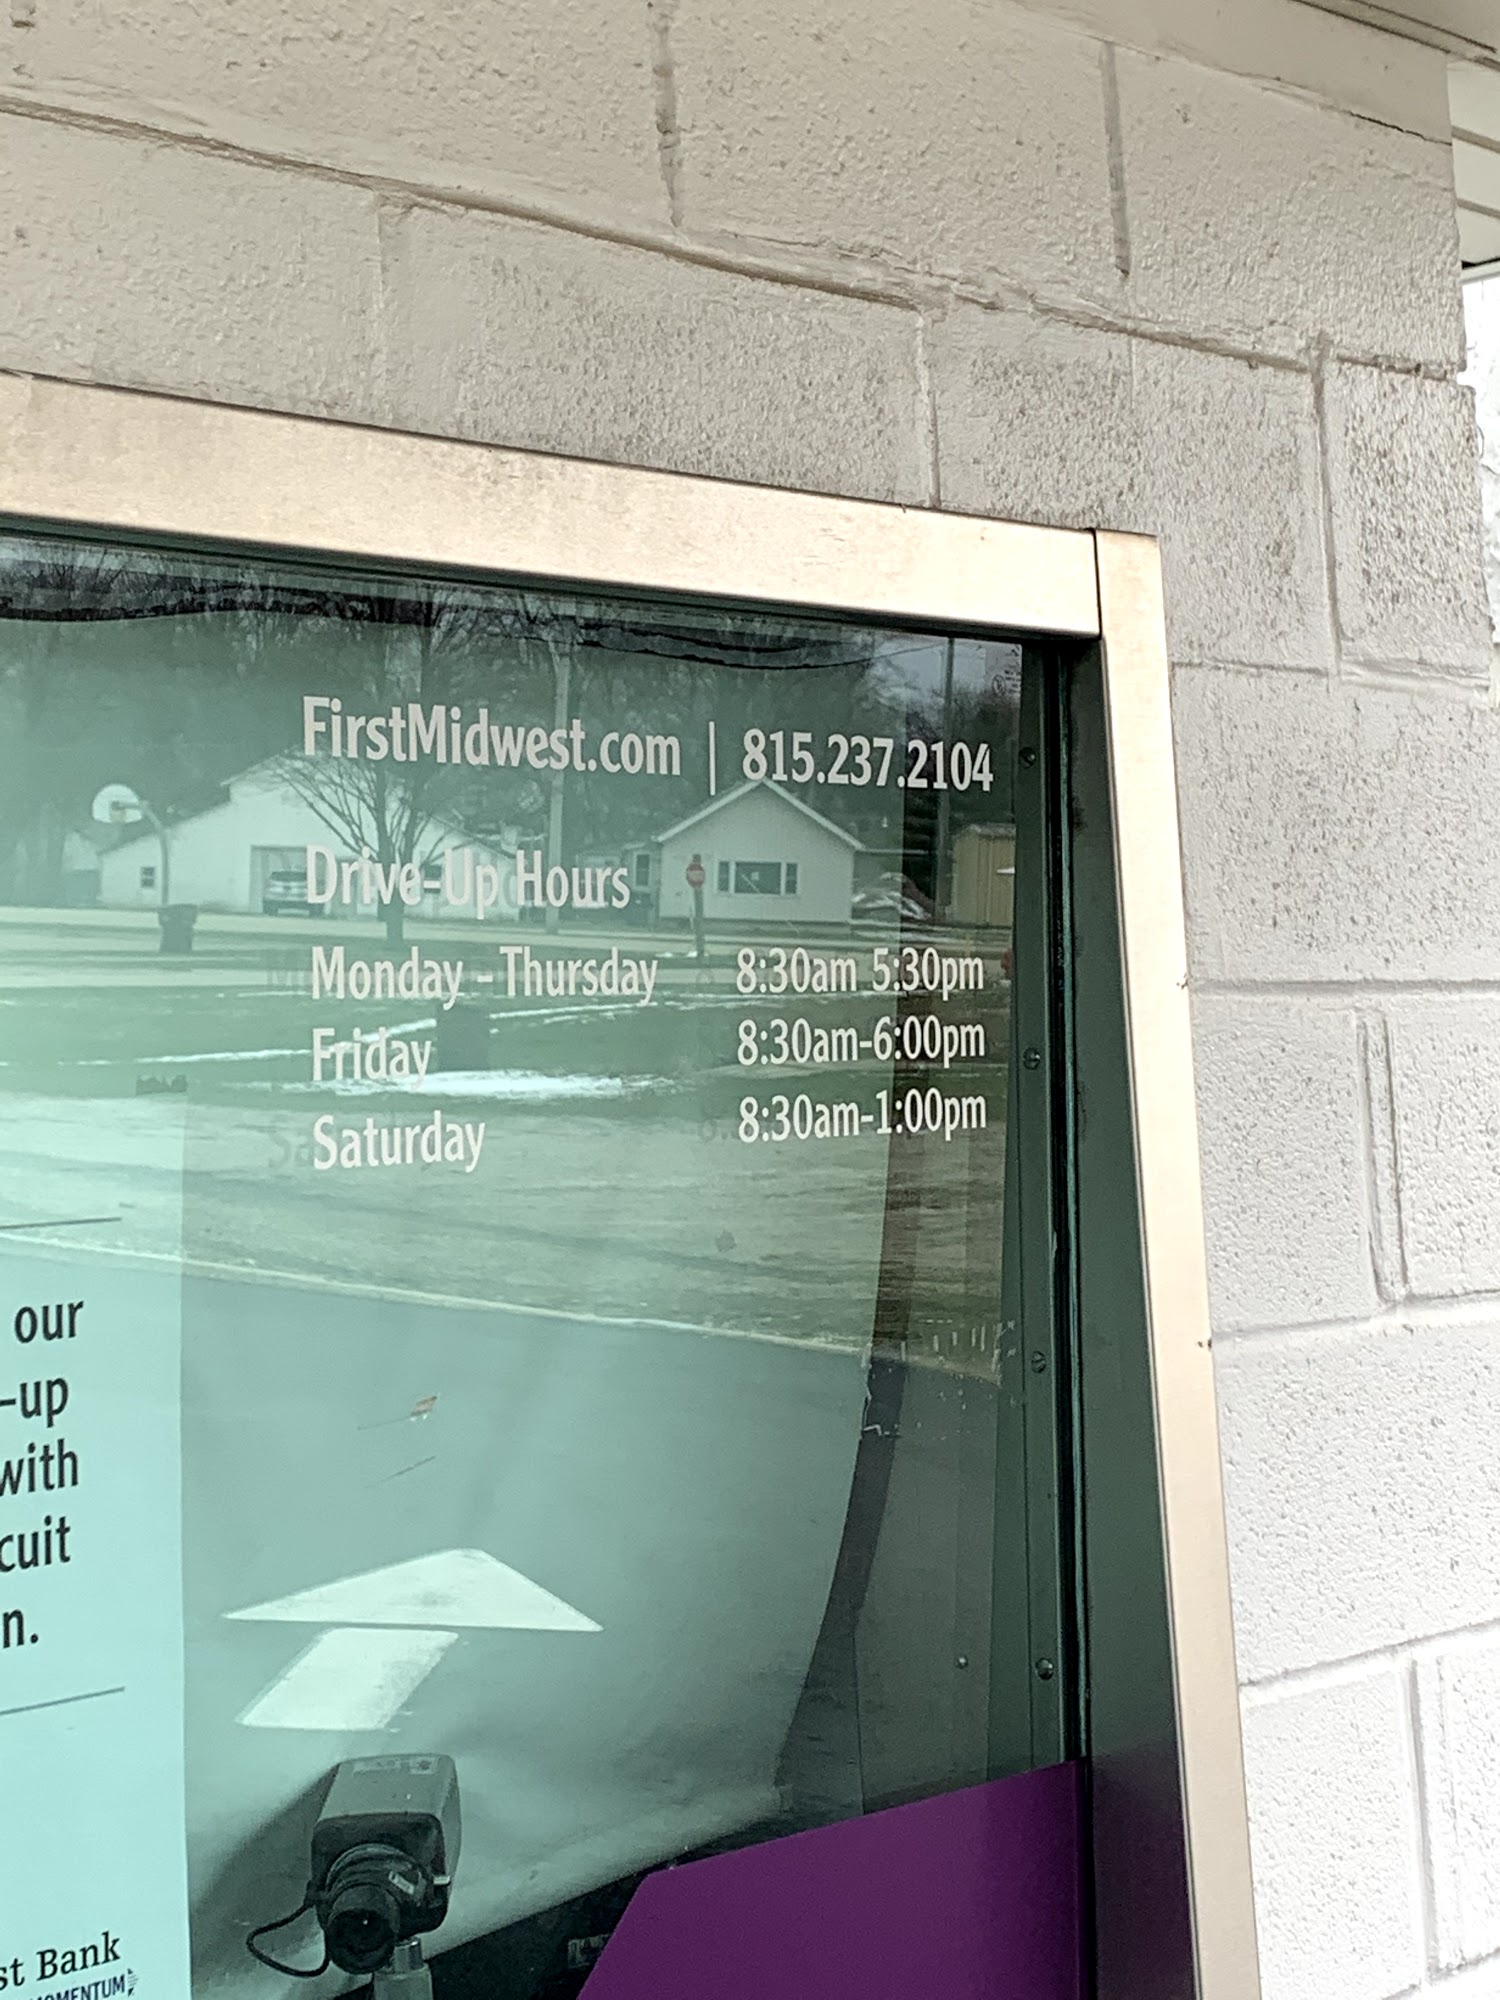 FirstMidwest.com | 815.237.2104
Drive-Up Hours
Monday - Thursday 8:30am 5:30pm
Friday 8:30am-6:00pm
Saturday 8:30am-1:00pm
our
-up
with
cuit
n.
st Bank
MOMENTUM